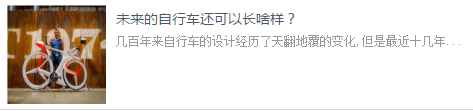 未来的自行车还可以长啥样？
几百年来自行车的设计经历了天翻地覆的变化,但是最近十几年...